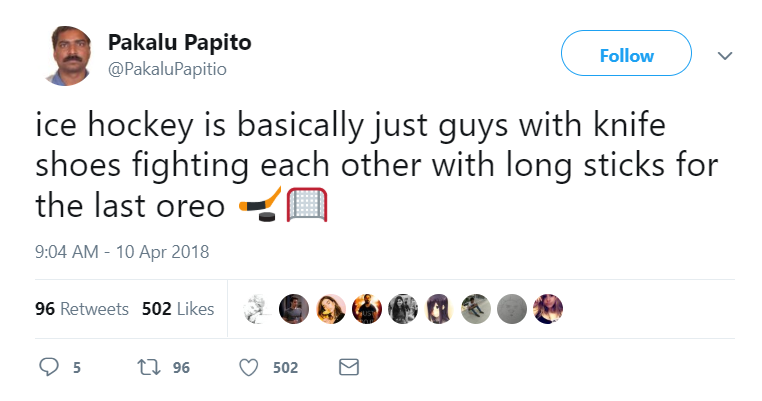 Pakalu Papito
@PakaluPapitio
Follow
ice hockey is basically just guys with knife
shoes fighting each other with long sticks for
the last oreo
9:04 AM - 10 Apr 2018
96 Retweets 502 Likes
5 96 502